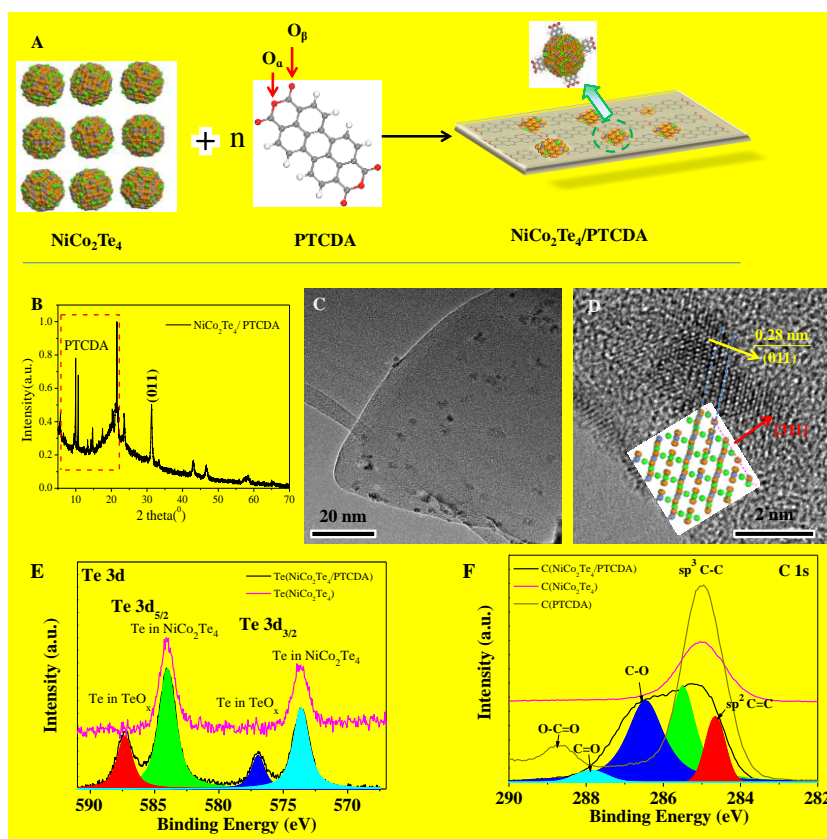 A
Oα
Oβ
+ n
NiCo₂Te₄
PTCDA
NiCo₂Te₄/PTCDA
B
NiCo₂Te₄/ PTCDA
PTCDA
(011)
1.0
0.8
0.6
0.4
0.2
0.0
Intensity(a.u.)
10 20 30 40 50 60 70
2 theta(⁰)
C
20 nm
D
0.28 nm
(011)
2 nm
E
Te 3d
Te(NiCo₂Te₄/PTCDA)
Te(NiCo₂Te₄)
Te 3d₅/₂
Te in NiCo₂Te₄
Te 3d₃/₂
Te in NiCo₂Te₄
Te in TeOₓ
Te in TeOₓ
Intensity (a.u.)
590 585 580 575 570
Binding Energy (eV)
F
C(NiCo₂Te₄/PTCDA)
C(NiCo₂Te₄)
C(PTCDA)
sp³ C-C
C 1s
C-O
O-C=O
C=O
sp² C=C
Intensity (a.u.)
290 288 286 284 282
Binding Energy (eV)